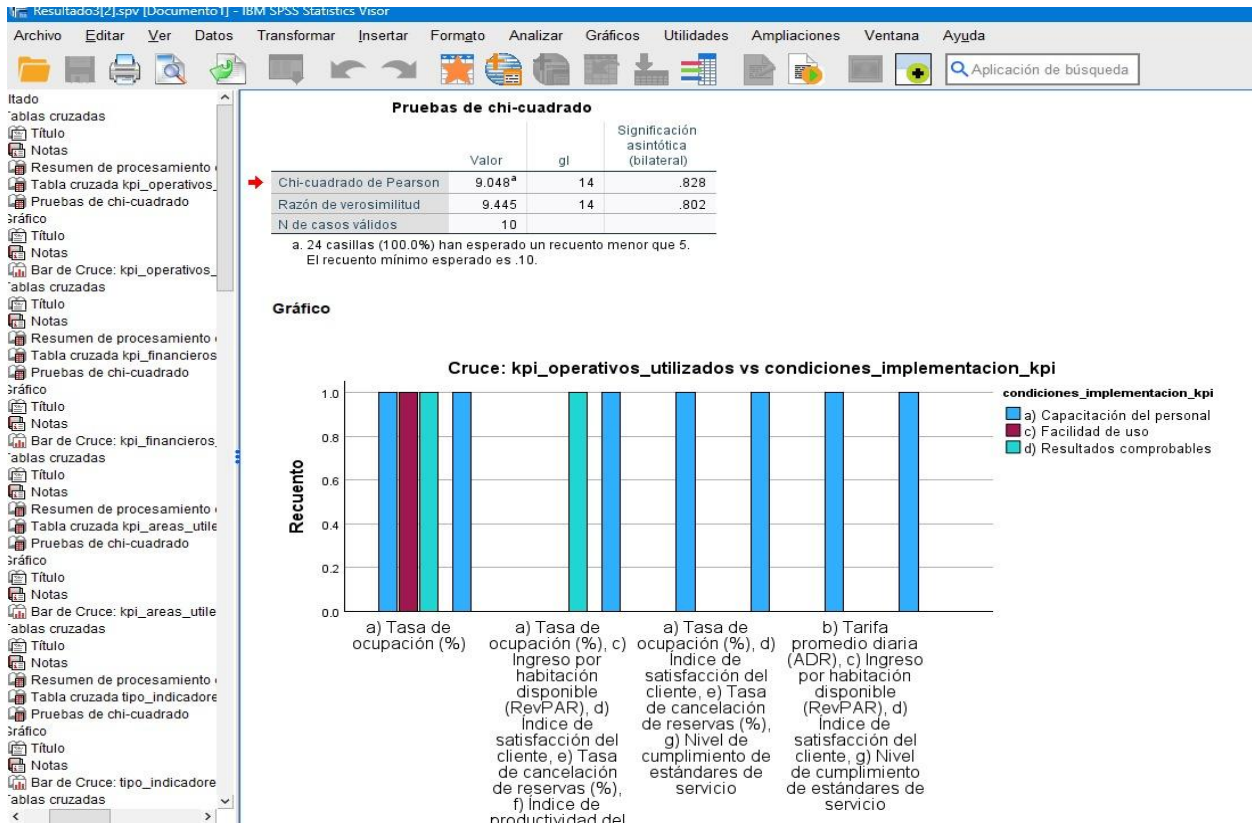 Resultado3[2].spv [Documento1] - IBM SPSS Statistics Visor
Archivo Editar Ver Datos Transformar Insertar Formato Analizar Gráficos Utilidades Ampliaciones Ventana Ayuda
Aplicación de búsqueda
ltado
Tablas cruzadas
Título
Notas
Resumen de procesamiento
Tabla cruzada kpi_operativos_
Pruebas de chi-cuadrado
Gráfico
Título
Notas
Bar de Cruce: kpi_operativos_
Tablas cruzadas
Título
Notas
Resumen de procesamiento
Tabla cruzada kpi_financieros
Pruebas de chi-cuadrado
Gráfico
Título
Notas
Bar de Cruce: kpi_financieros_
Tablas cruzadas
Título
Notas
Resumen de procesamiento
Tabla cruzada kpi_areas_utile
Pruebas de chi-cuadrado
Gráfico
Título
Notas
Bar de Cruce: kpi_areas_utile
Tablas cruzadas
Título
Notas
Resumen de procesamiento
Tabla cruzada tipo_indicadore
Pruebas de chi-cuadrado
Gráfico
Título
Notas
Bar de Cruce: tipo_indicadore
Tablas cruzadas
Pruebas de chi-cuadrado
Valor gl Significación
asintótica
(bilateral)
Chi-cuadrado de Pearson 9.048a 14 .828
Razón de verosimilitud 9.445 14 .802
N de casos válidos 10
a. 24 casillas (100.0%) han esperado un recuento menor que 5.
El recuento mínimo esperado es .10.
Gráfico
Cruce: kpi_operativos_utilizados vs condiciones_implementacion_kpi
Recuento
1.0
0.8
0.6
0.4
0.2
0.0
condiciones_implementacion_kpi
a) Capacitación del personal
c) Facilidad de uso
d) Resultados comprobables
a) Tasa de
ocupación (%)
a) Tasa de
ocupación (%), c)
Ingreso por
habitación
disponible
(RevPAR), d)
Índice de
satisfacción del
cliente, e) Tasa
de cancelación
de reservas (%),
f) Índice de
productividad del
a) Tasa de
ocupación (%), d)
Índice de
satisfacción del
cliente, e) Tasa
de cancelación
de reservas (%),
g) Nivel de
cumplimiento de
estándares de
servicio
b) Tarifa
promedio diaria
(ADR), c) Ingreso
por habitación
disponible
(RevPAR), d)
Índice de
satisfacción del
cliente, g) Nivel
de cumplimiento
de estándares de
servicio